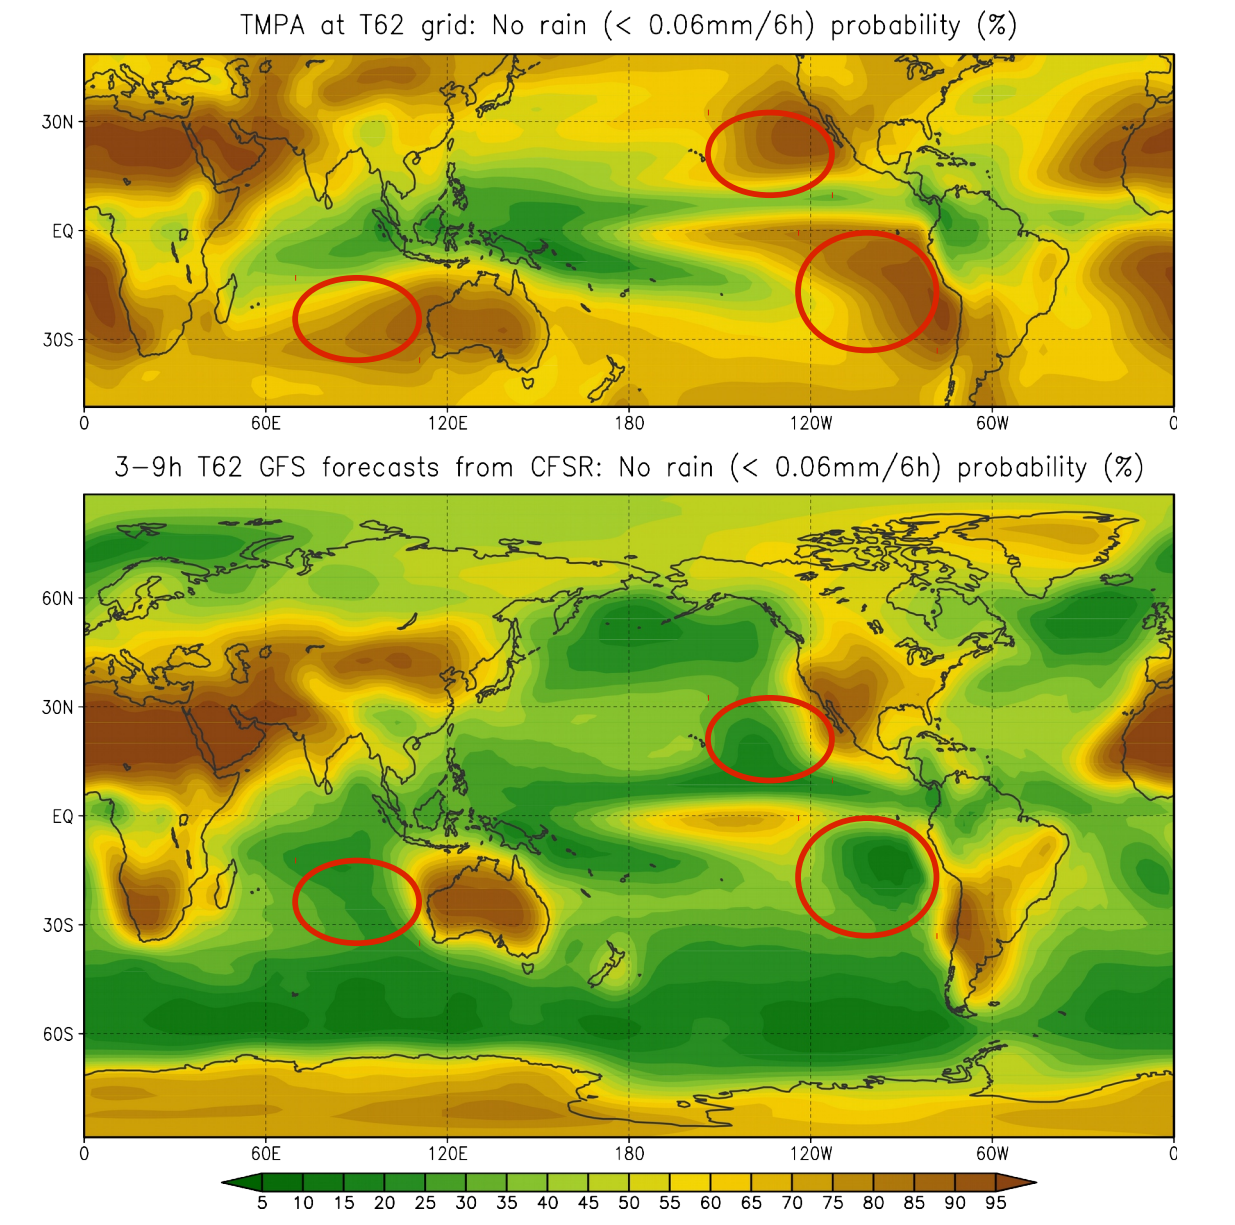 TMPA at T62 grid: No rain (< 0.06mm/6h) probability (%)
30N
EQ
30S
0 60E 120E 180 120W 60W 0
3-9h T62 GFS forecasts from CFSR: No rain (< 0.06mm/6h) probability (%)
60N
30N
EQ
30S
60S
0 60E 120E 180 120W 60W 0
5 10 15 20 25 30 35 40 45 50 55 60 65 70 75 80 85 90 95